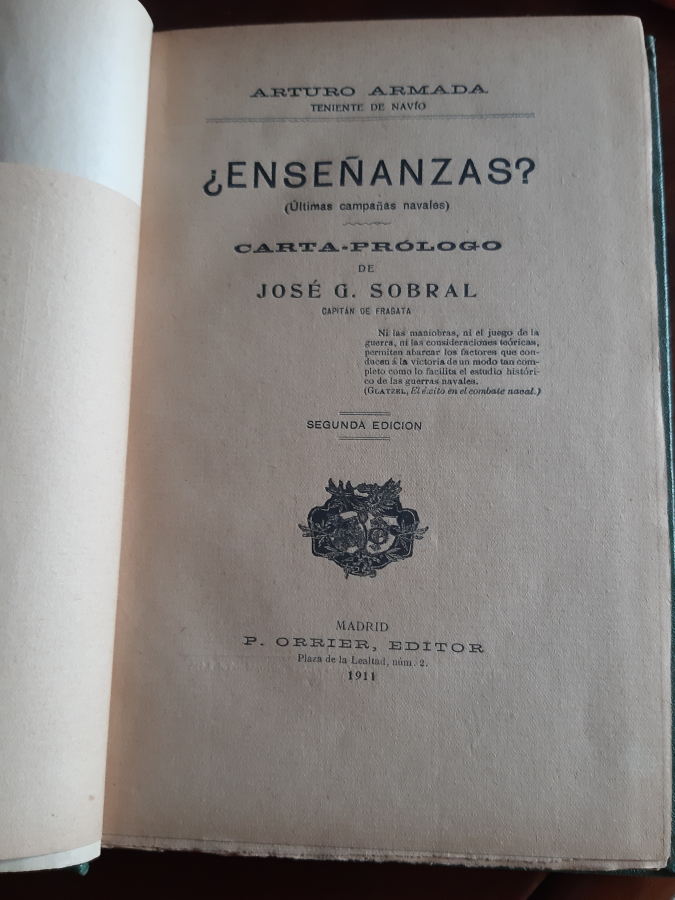 ARTURO ARMADA
TENIENTE DE NAVÍO
¿ENSEÑANZAS?
(Últimas campañas navales)
CARTA-PRÓLOGO
DE
JOSÉ G. SOBRAL
CAPITÁN DE FRAGATA
Ni las maniobras, ni el juego de la
guerra, ni las consideraciones teóricas,
permiten abarcar los factores que con-
ducen á la victoria de un modo tan com-
pleto como lo facilita el estudio históri-
co de las guerras navales.
(GLATZEL, El éxito en el combate naval.)
SEGUNDA EDICION
MADRID
P. ORRIER, EDITOR
Plaza de la Lealtad, núm. 2.
1911